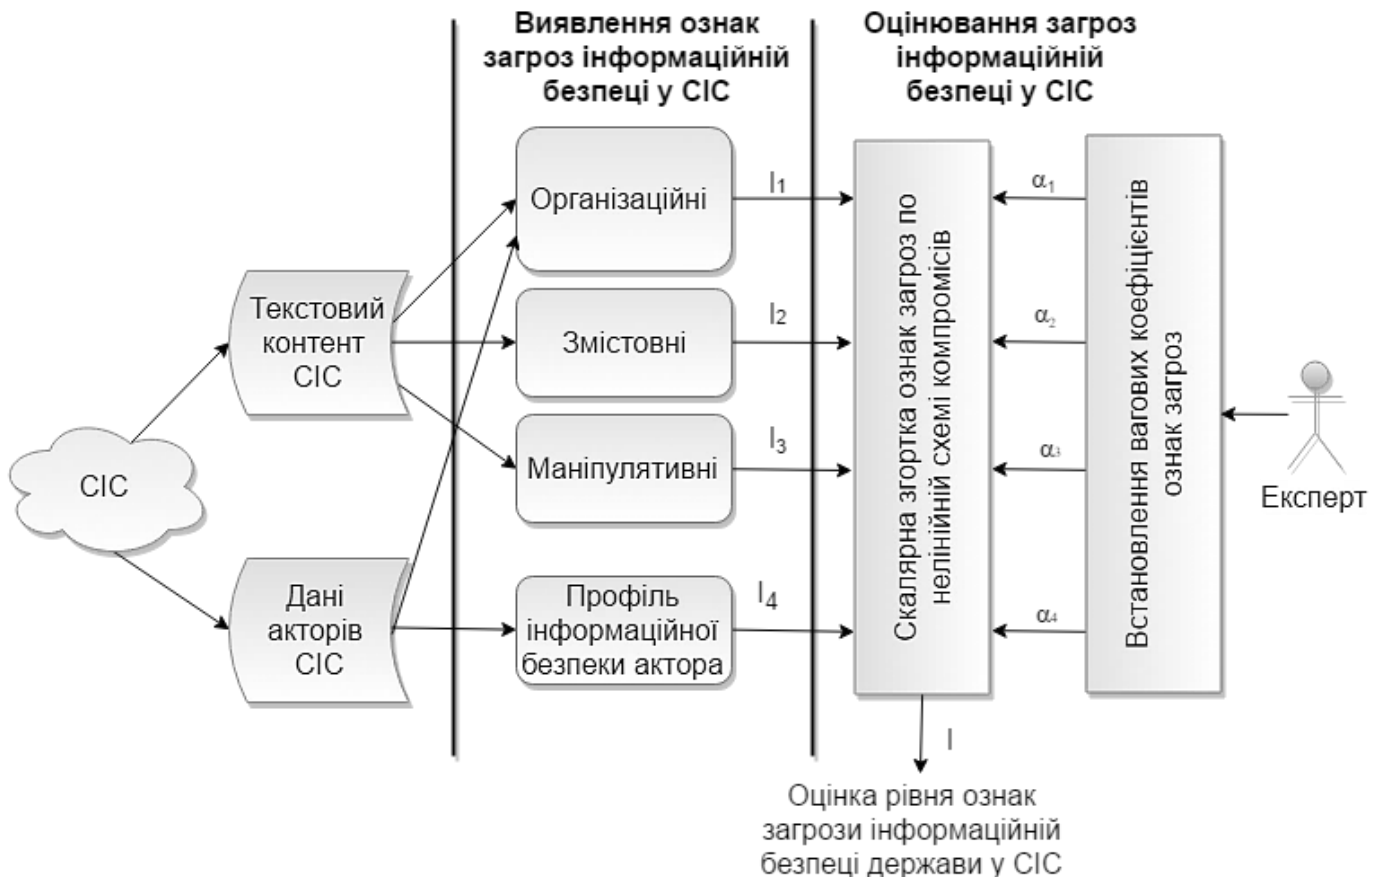 Виявлення ознак
загроз інформаційній
безпеці у СІС
Оцінювання загроз
інформаційній
безпеці у СІС
СІС
Текстовий
контент
СІС
Дані
акторів
СІС
Організаційні
Змістовні
Маніпулятивні
Профіль
інформаційної
безпеки актора
I1
I2
I3
I4
Скалярна згортка ознак загроз по
нелінійній схемі компромісів
α1
α2
α3
α4
Встановлення вагових коефіцієнтів
ознак загроз
Експерт
I
Оцінка рівня ознак
загрози інформаційній
безпеці держави у СІС